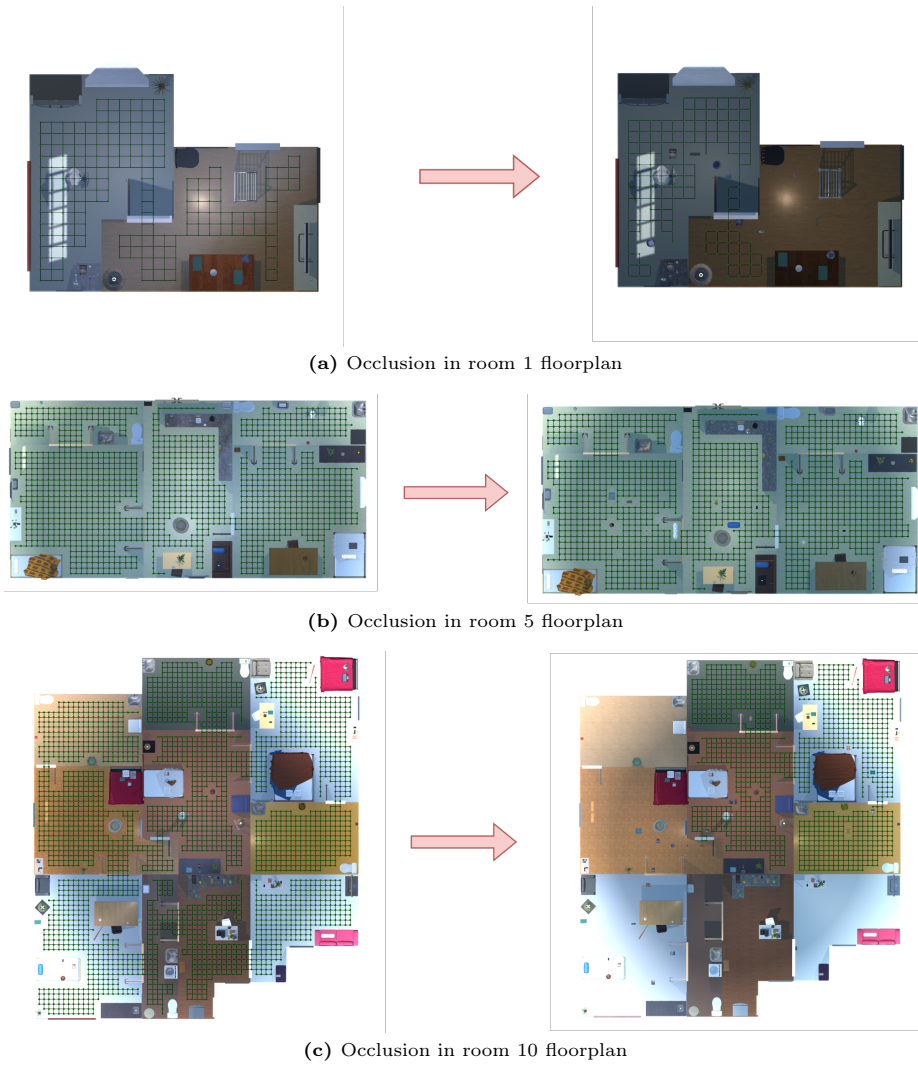 (a) Occlusion in room 1 floorplan
(b) Occlusion in room 5 floorplan
(c) Occlusion in room 10 floorplan